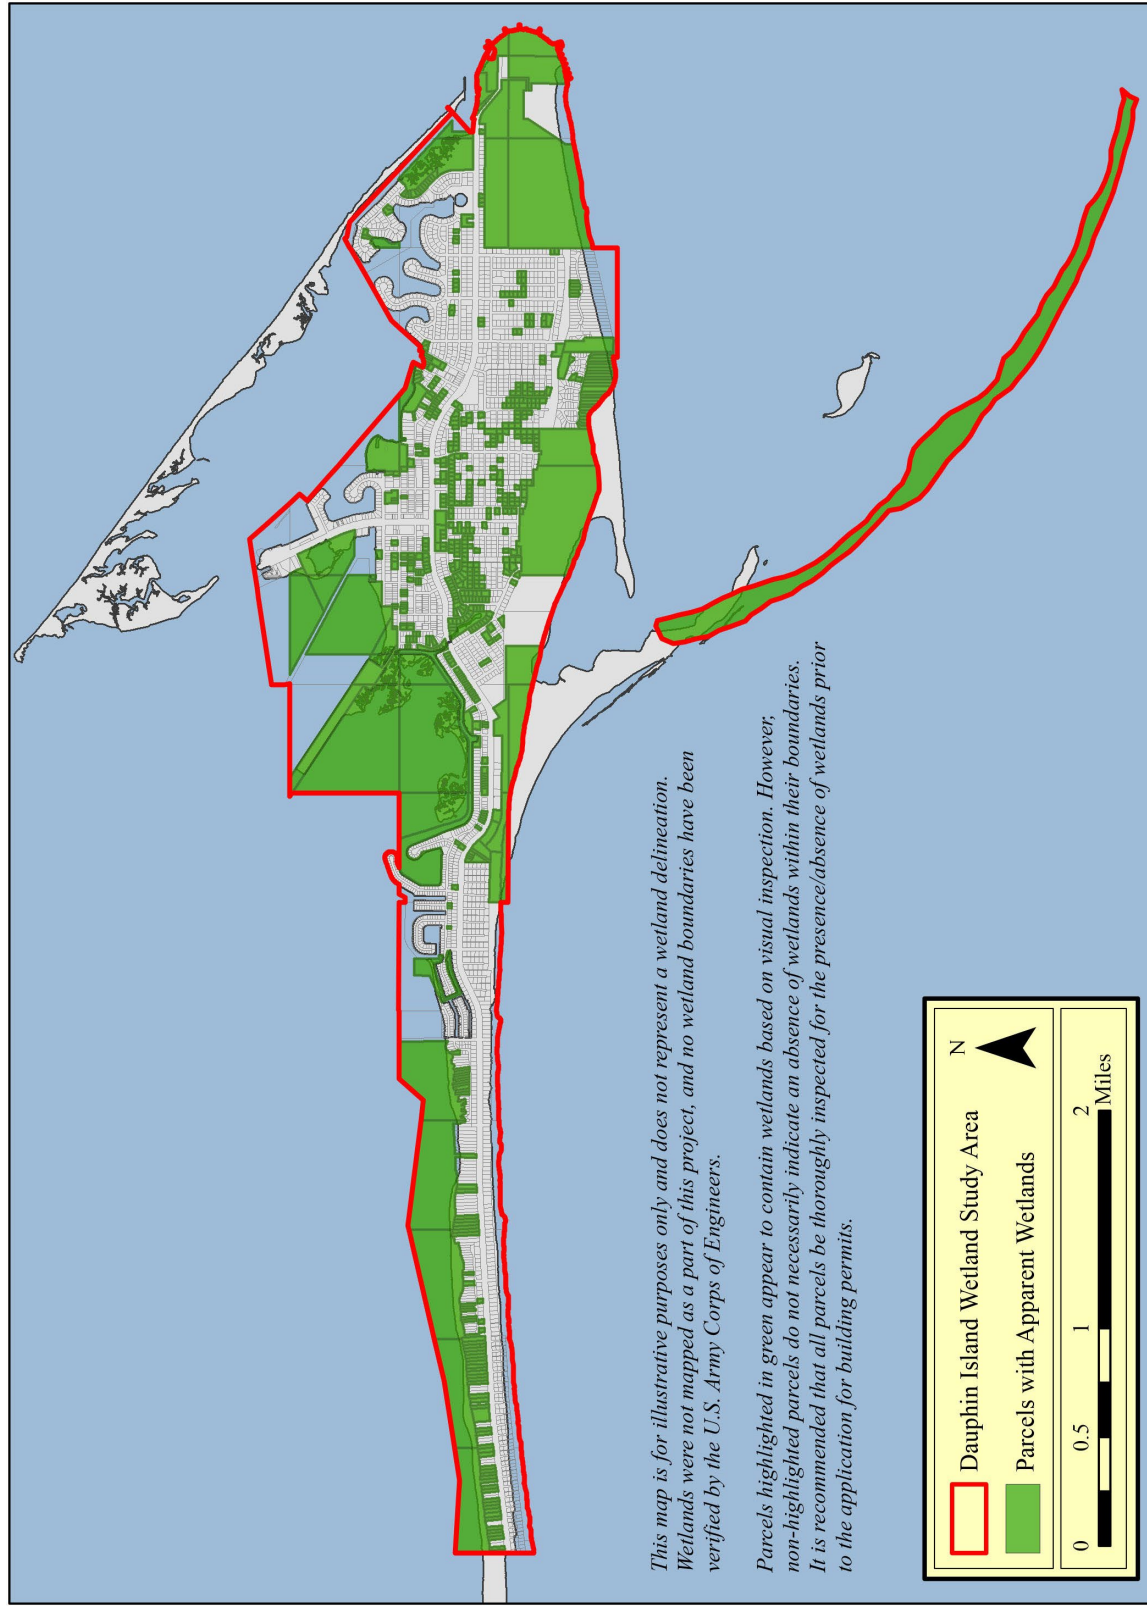 This map is for illustrative purposes only and does not represent a wetland delineation.
Wetlands were not mapped as a part of this project, and no wetland boundaries have been
verified by the U.S. Army Corps of Engineers.
Parcels highlighted in green appear to contain wetlands based on visual inspection. However,
non-highlighted parcels do not necessarily indicate an absence of wetlands within their boundaries.
It is recommended that all parcels be thoroughly inspected for the presence/absence of wetlands prior
to the application for building permits.
Dauphin Island Wetland Study Area
N
Parcels with Apparent Wetlands
0 0.5 1 2
Miles